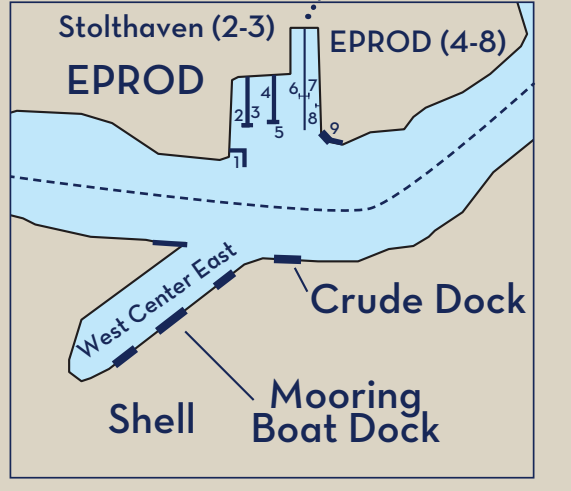 Stolthaven (2-3)
EPROD (4-8)
EPROD
6 7
4
2 3
8
5
9
1
West Center East
Crude Dock
Mooring
Boat Dock
Shell